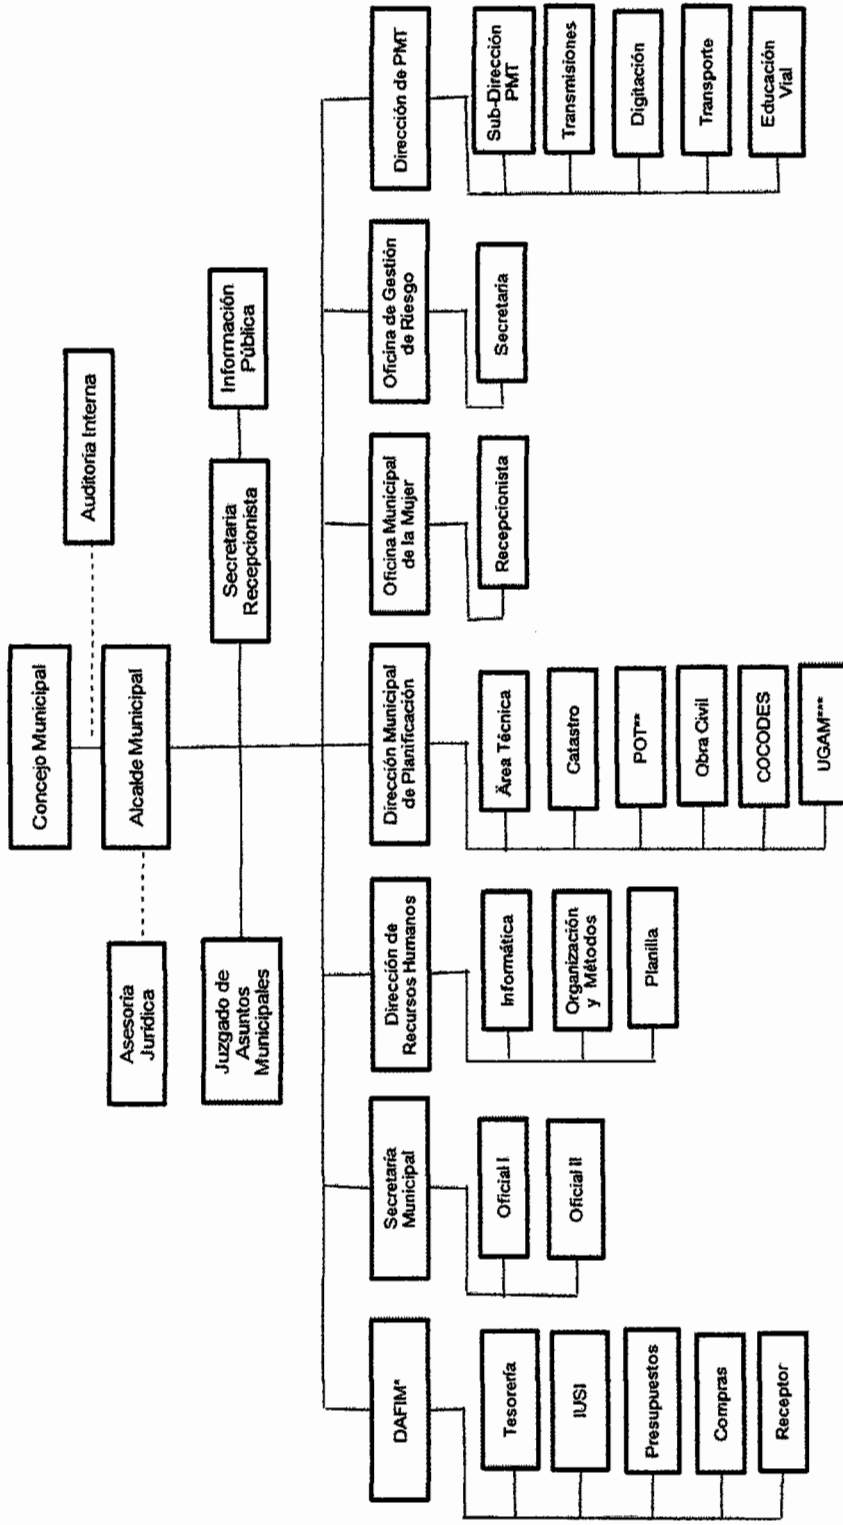 Concejo Municipal
Auditoria Interna
Alcalde Municipal
Asesoria
Jurídica
Juzgado de
Asuntos
Municipales
Secretaria
Recepcionista
Información
Pública
DAFIM*
Secretaría
Municipal
Dirección de
Recursos Humanos
Dirección Municipal
de Planificación
Oficina Municipal
de la Mujer
Oficina de Gestión
de Riesgo
Dirección de PMT
Tesorería
IUSI
Presupuestos
Compras
Receptor
Oficial I
Oficial II
Informática
Organización
y Métodos
Planilla
Ärea Técnica
Catastro
POT**
Obra Civil
COCODES
UGAM***
Recepcionista
Secretaria
Sub-Dirección
PMT
Transmisiones
Digitación
Transporte
Educación
Vial